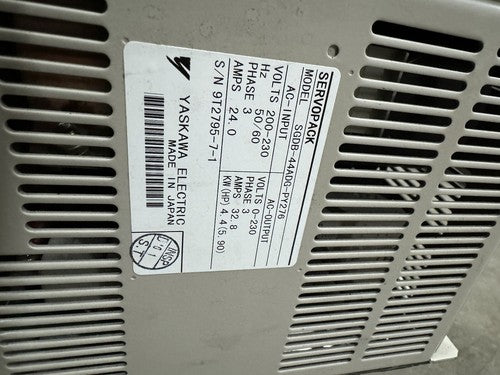 SERVOPACK
MODEL SGDB-44ADG-PY276
AC-INPUT AC-OUTPUT
VOLTS 200-230 VOLTS 0-230
Hz 50/60
PHASE 3 PHASE 3
AMPS 24.0 AMPS 32.8
KW(HP) 4.4(5.90)
S/N 9T2795-7-1
YASKAWA ELECTRIC
MADE IN JAPAN